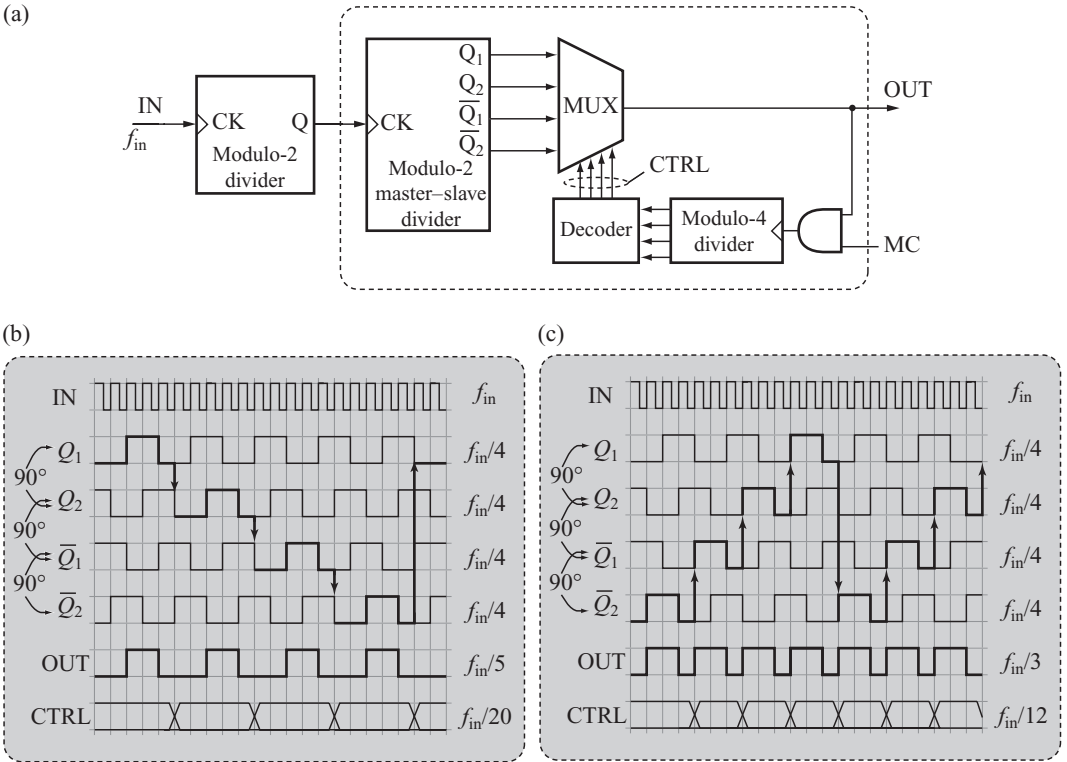 (a)
IN
f_in
CK
Q
Modulo-2
divider
CK
Q₁
Q₂
Q̅₁
Q̅₂
Modulo-2
master–slave
divider
MUX
OUT
CTRL
Decoder
Modulo-4
divider
MC
(b)
IN
f_in
Q₁
f_in/4
90°
Q₂
f_in/4
90°
Q̅₁
f_in/4
90°
Q̅₂
f_in/4
OUT
f_in/5
CTRL
f_in/20
(c)
IN
f_in
Q₁
f_in/4
90°
Q₂
f_in/4
90°
Q̅₁
f_in/4
90°
Q̅₂
f_in/4
OUT
f_in/3
CTRL
f_in/12